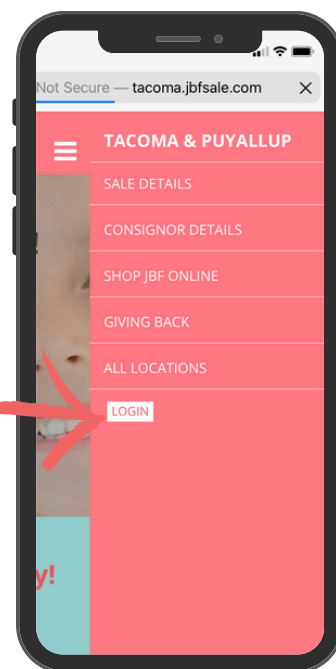 Not Secure — tacoma.jbfsale.com
TACOMA & PUYALLUP
SALE DETAILS
CONSIGNOR DETAILS
SHOP JBF ONLINE
GIVING BACK
ALL LOCATIONS
LOGIN
y!